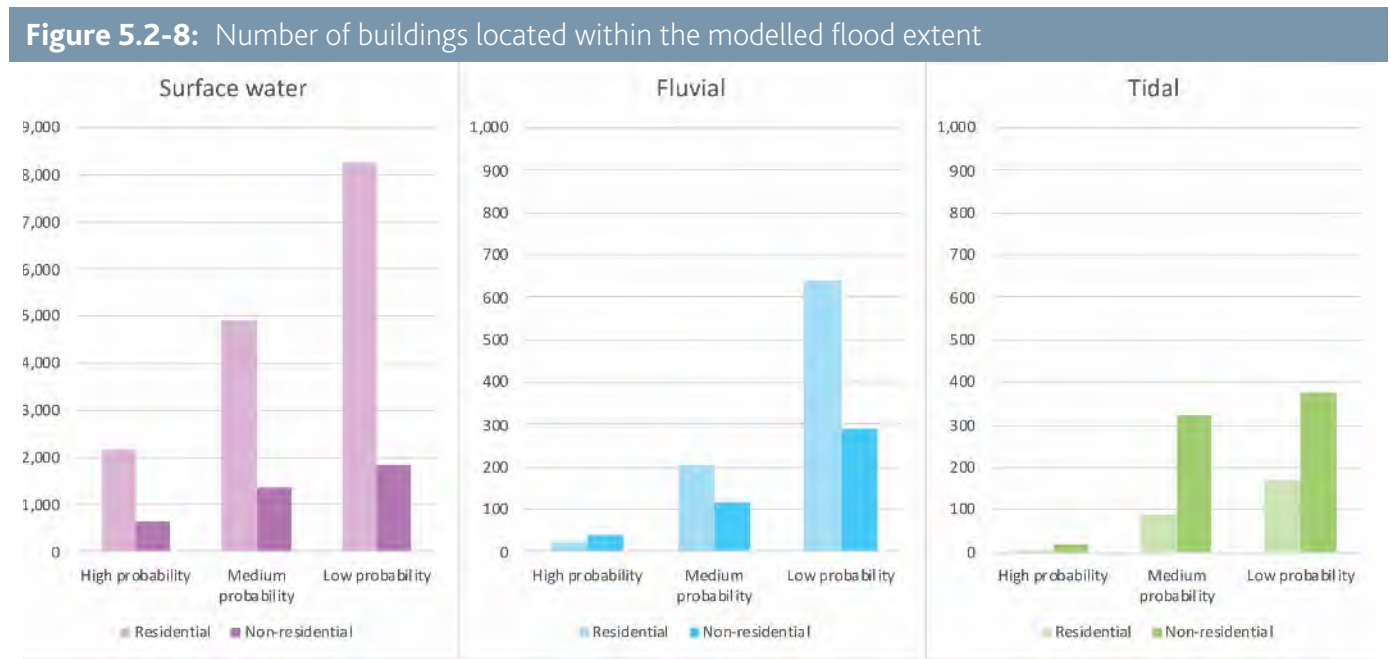 Figure 5.2-8: Number of buildings located within the modelled flood extent
Surface water
9,000
8,000
7,000
6,000
5,000
4,000
3,000
2,000
1,000
0
High probability
Medium probability
Low probability
Residential
Non-residential
Fluvial
1,000
900
800
700
600
500
400
300
200
100
0
High probability
Medium probability
Low probability
Residential
Non-residential
Tidal
1,000
900
800
700
600
500
400
300
200
100
0
High probability
Medium probability
Low probability
Residential
Non-residential